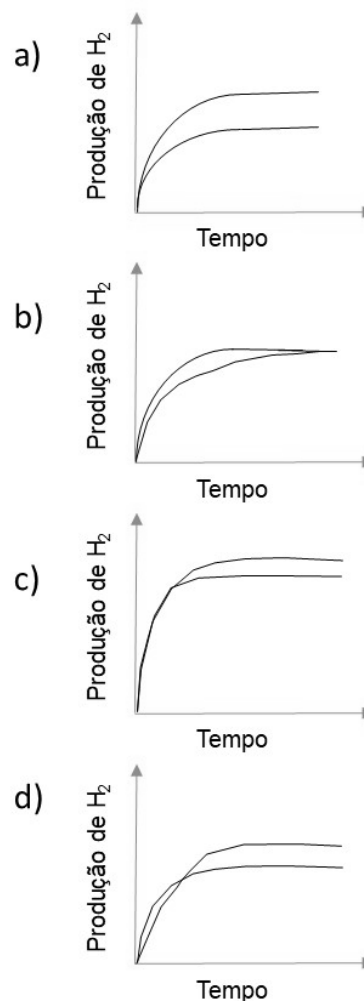 a)
Produção de H₂
Tempo
b)
Produção de H₂
Tempo
c)
Produção de H₂
Tempo
d)
Produção de H₂
Tempo